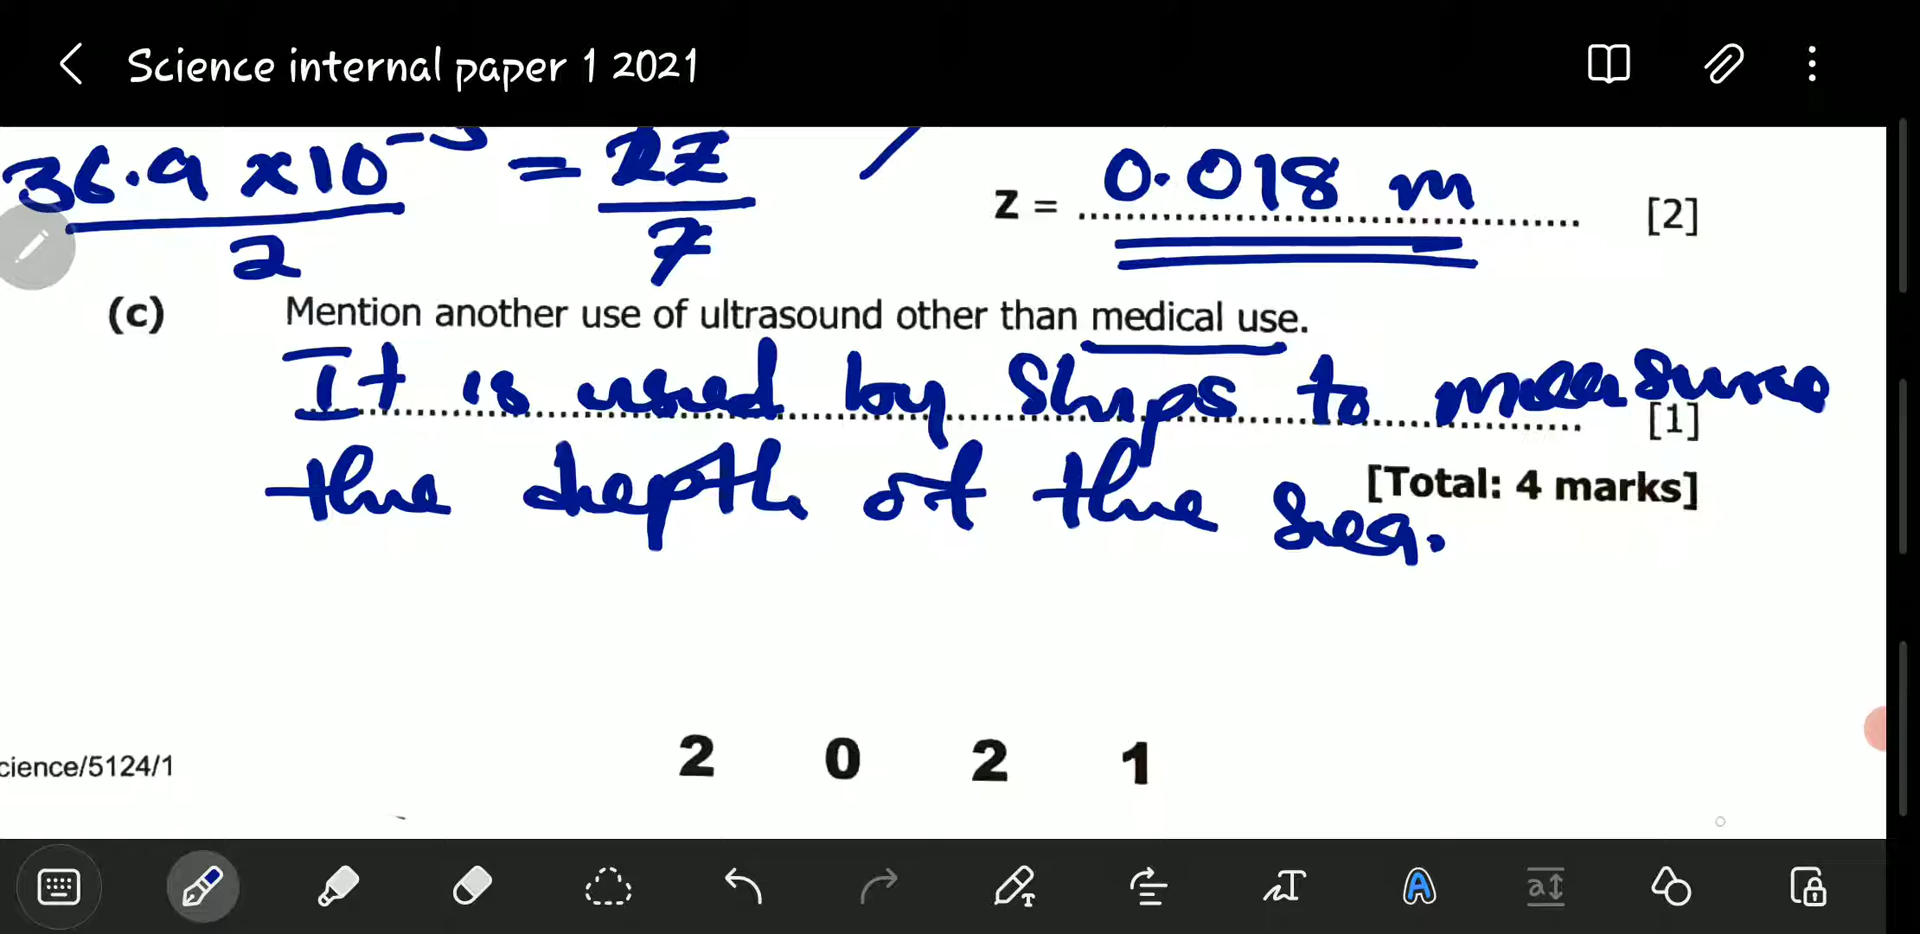 Science internal paper 1 2021
36.9 × 10⁻³ = 2Z
2 7
Z = 0.018 m [2]
(c) Mention another use of ultrasound other than medical use.
It is used by ships to measure [1]
the depth of the sea. [Total: 4 marks]
cience/5124/1 2 0 2 1